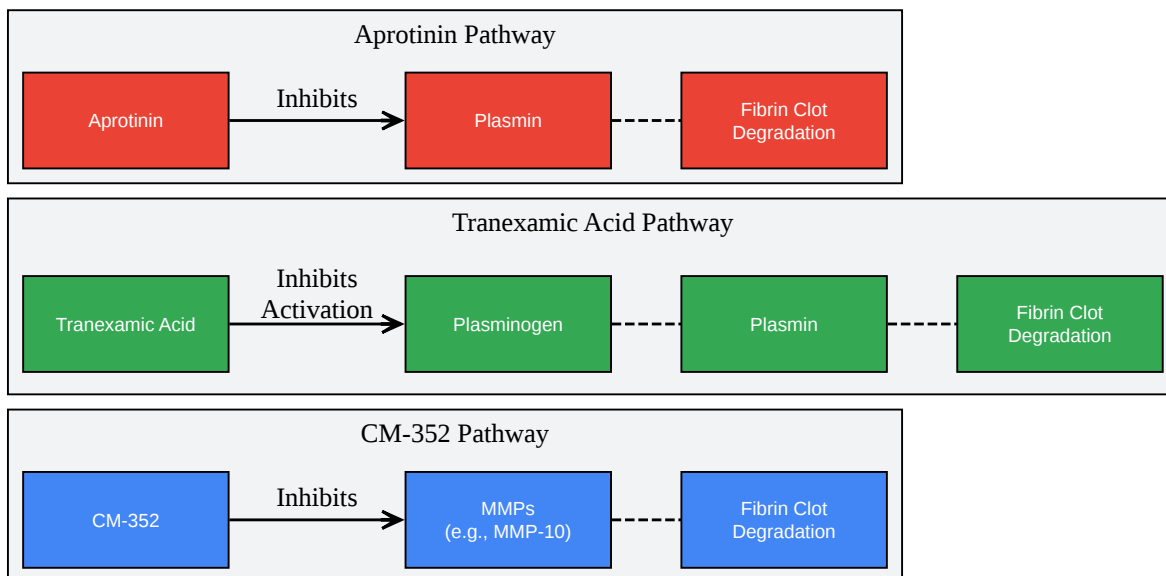 Aprotinin Pathway
Aprotinin
Inhibits
Plasmin
Fibrin Clot
Degradation
Tranexamic Acid Pathway
Tranexamic Acid
Inhibits
Activation
Plasminogen
Plasmin
Fibrin Clot
Degradation
CM-352 Pathway
CM-352
Inhibits
MMPs
(e.g., MMP-10)
Fibrin Clot
Degradation